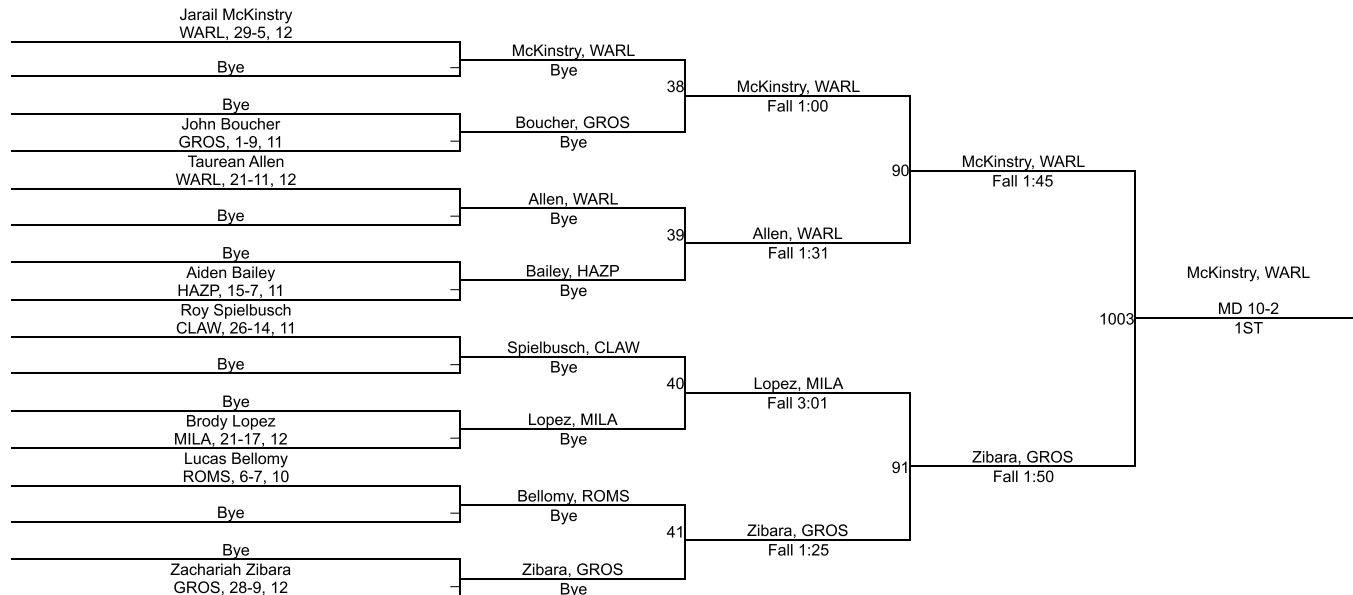 Jarail McKinstry
WARL, 29-5, 12
Bye
Bye
John Boucher
GROS, 1-9, 11
Taurean Allen
WARL, 21-11, 12
Bye
Bye
Aiden Bailey
HAZP, 15-7, 11
Roy Spielbusch
CLAW, 26-14, 11
Bye
Bye
Brody Lopez
MILA, 21-17, 12
Lucas Bellomy
ROMS, 6-7, 10
Bye
Bye
Zachariah Zibara
GROS, 28-9, 12
McKinstry, WARL
Bye
Boucher, GROS
Bye
Allen, WARL
Bye
Bailey, HAZP
Bye
Spielbusch, CLAW
Bye
Lopez, MILA
Bye
Bellomy, ROMS
Bye
Zibara, GROS
Bye
38
39
40
41
McKinstry, WARL
Fall 1:00
Allen, WARL
Fall 1:31
Lopez, MILA
Fall 3:01
Zibara, GROS
Fall 1:25
90
91
McKinstry, WARL
Fall 1:45
Zibara, GROS
Fall 1:50
1003
McKinstry, WARL
MD 10-2
1ST